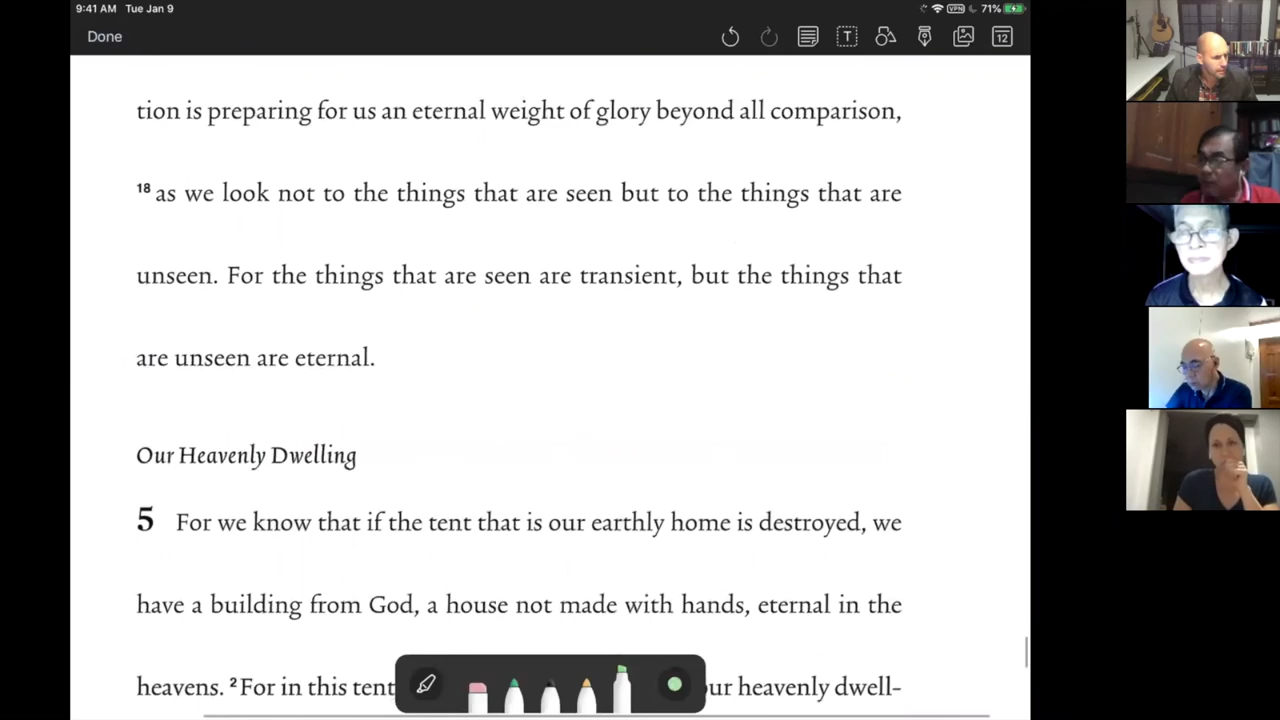 9:41 AM Tue Jan 9
VPN 71%
Done
T
12
tion is preparing for us an eternal weight of glory beyond all comparison,
18 as we look not to the things that are seen but to the things that are
unseen. For the things that are seen are transient, but the things that
are unseen are eternal.
Our Heavenly Dwelling
5 For we know that if the tent that is our earthly home is destroyed, we
have a building from God, a house not made with hands, eternal in the
heavens. 2 For in this tent ur heavenly dwell-